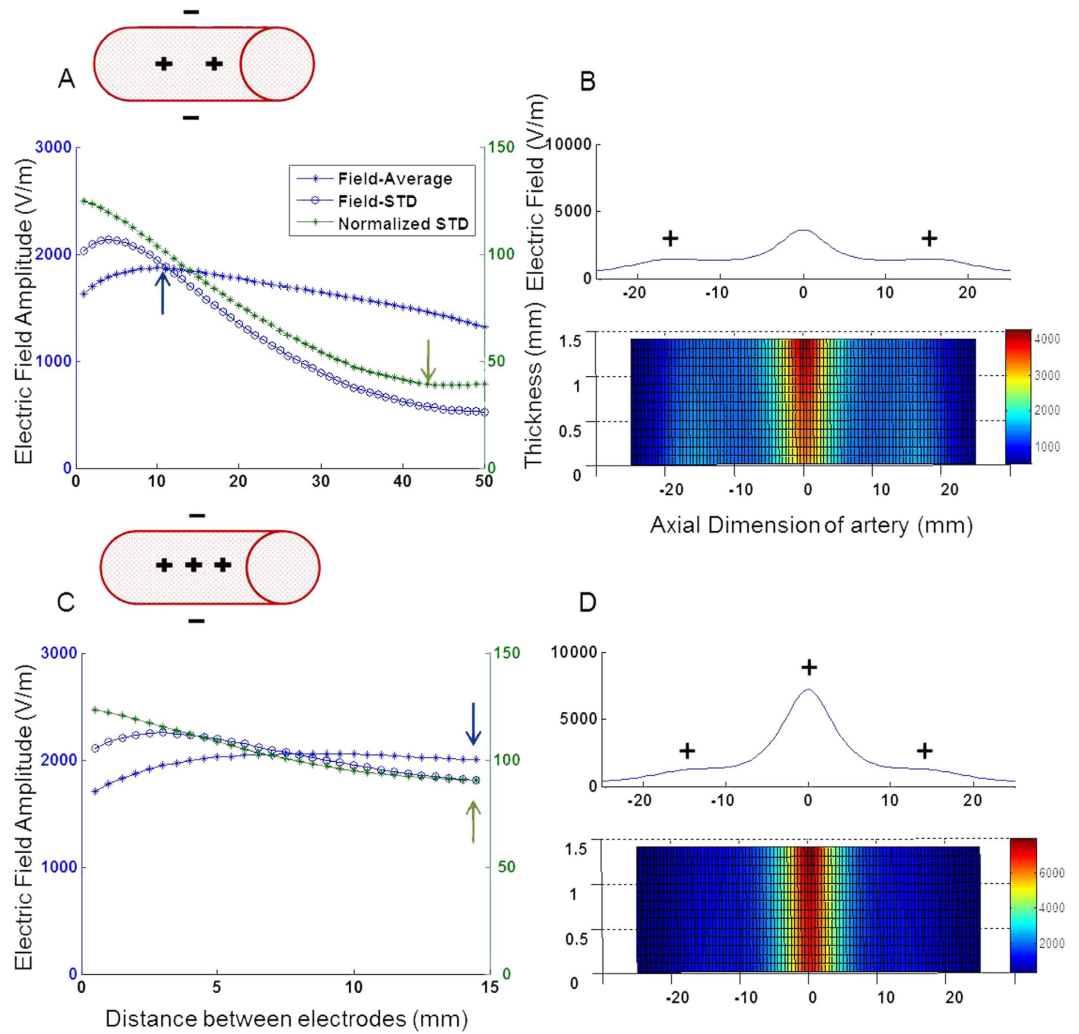 A
−
+ +
−
Electric Field Amplitude (V/m)
3000
2000
1000
0
150
100
50
0
Field-Average
Field-STD
Normalized STD
0 10 20 30 40 50
B
Electric Field (V/m)
10000
5000
0
+ +
-20 -10 0 10 20
Thickness (mm)
1.5
1
0.5
0
4000
3000
2000
1000
-20 -10 0 10 20
Axial Dimension of artery (mm)
C
−
+ + +
−
Electric Field Amplitude (V/m)
3000
2000
1000
0
150
100
50
0
0 5 10 15
Distance between electrodes (mm)
D
10000
5000
0
+ + +
-20 -10 0 10 20
1.5
1
0.5
0
6000
4000
2000
-20 -10 0 10 20